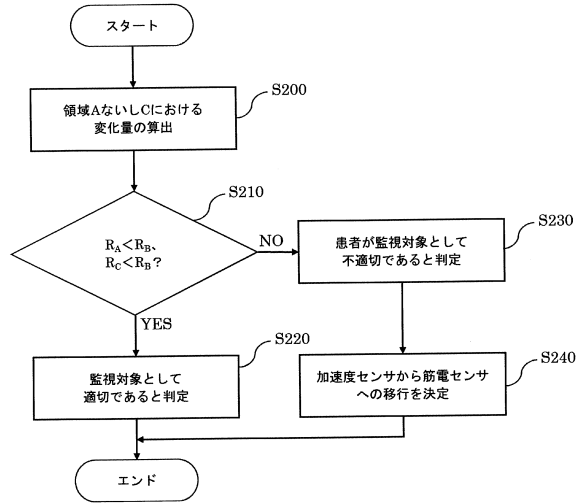 スタート
領域AないしCにおける
変化量の算出
S200
S210
RA<RB、
RC<RB?
NO
YES
患者が監視対象として
不適切であると判定
S230
監視対象として
適切であると判定
S220
加速度センサから筋電センサ
への移行を決定
S240
エンド